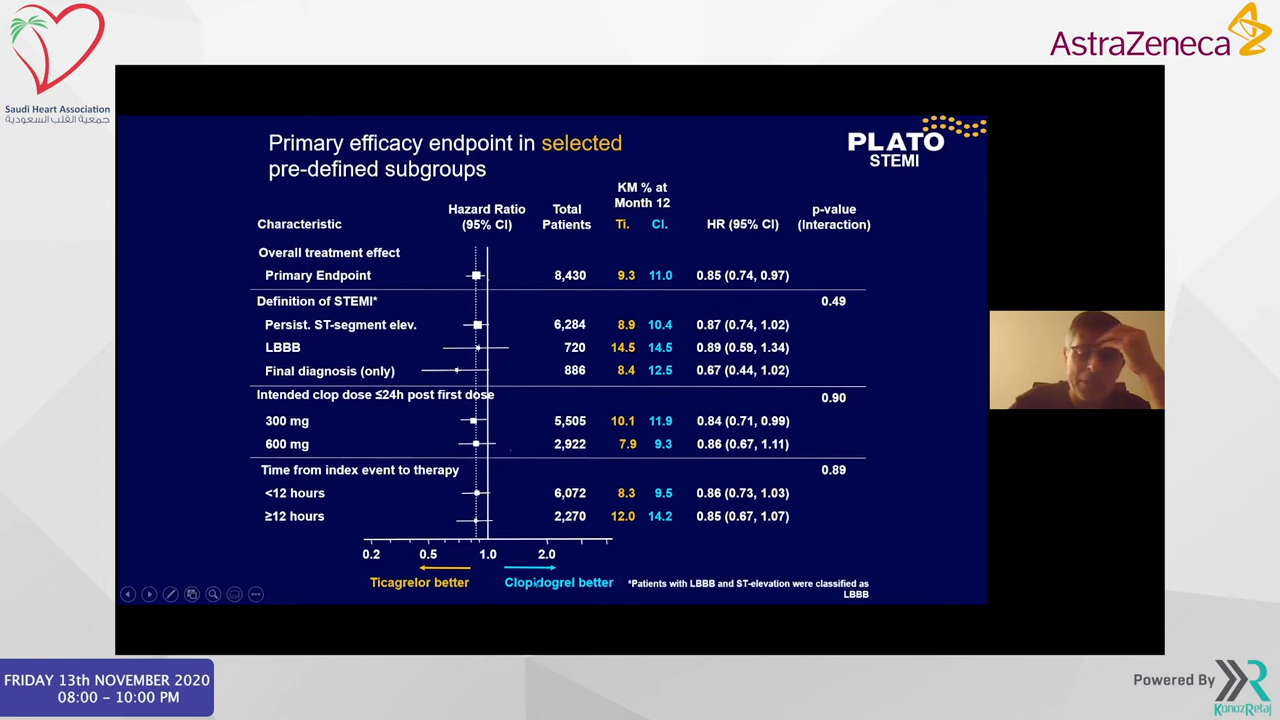 Saudi Heart Association
جمعية القلب السعودية
AstraZeneca
Primary efficacy endpoint in selected
pre-defined subgroups
PLATO
STEMI
KM % at
Month 12
Characteristic
Hazard Ratio
(95% CI)
Total
Patients
Ti.
Cl.
HR (95% CI)
p-value
(Interaction)
Overall treatment effect
Primary Endpoint 8,430 9.3 11.0 0.85 (0.74, 0.97)
Definition of STEMI* 0.49
Persist. ST-segment elev. 6,284 8.9 10.4 0.87 (0.74, 1.02)
LBBB 720 14.5 14.5 0.89 (0.59, 1.34)
Final diagnosis (only) 886 8.4 12.5 0.67 (0.44, 1.02)
Intended clop dose ≤24h post first dose 0.90
300 mg 5,505 10.1 11.9 0.84 (0.71, 0.99)
600 mg 2,922 7.9 9.3 0.86 (0.67, 1.11)
Time from index event to therapy 0.89
<12 hours 6,072 8.3 9.5 0.86 (0.73, 1.03)
≥12 hours 2,270 12.0 14.2 0.85 (0.67, 1.07)
0.2 0.5 1.0 2.0
Ticagrelor better
Clopidogrel better
*Patients with LBBB and ST-elevation were classified as
LBBB
FRIDAY 13th NOVEMBER 2020
08:00 – 10:00 PM
Powered By
KonozRetaj